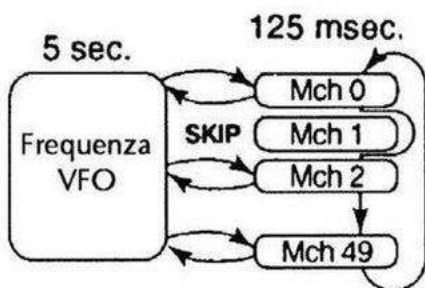 5 sec.
125 msec.
Frequenza
VFO
Mch 0
SKIP
Mch 1
Mch 2
Mch 49